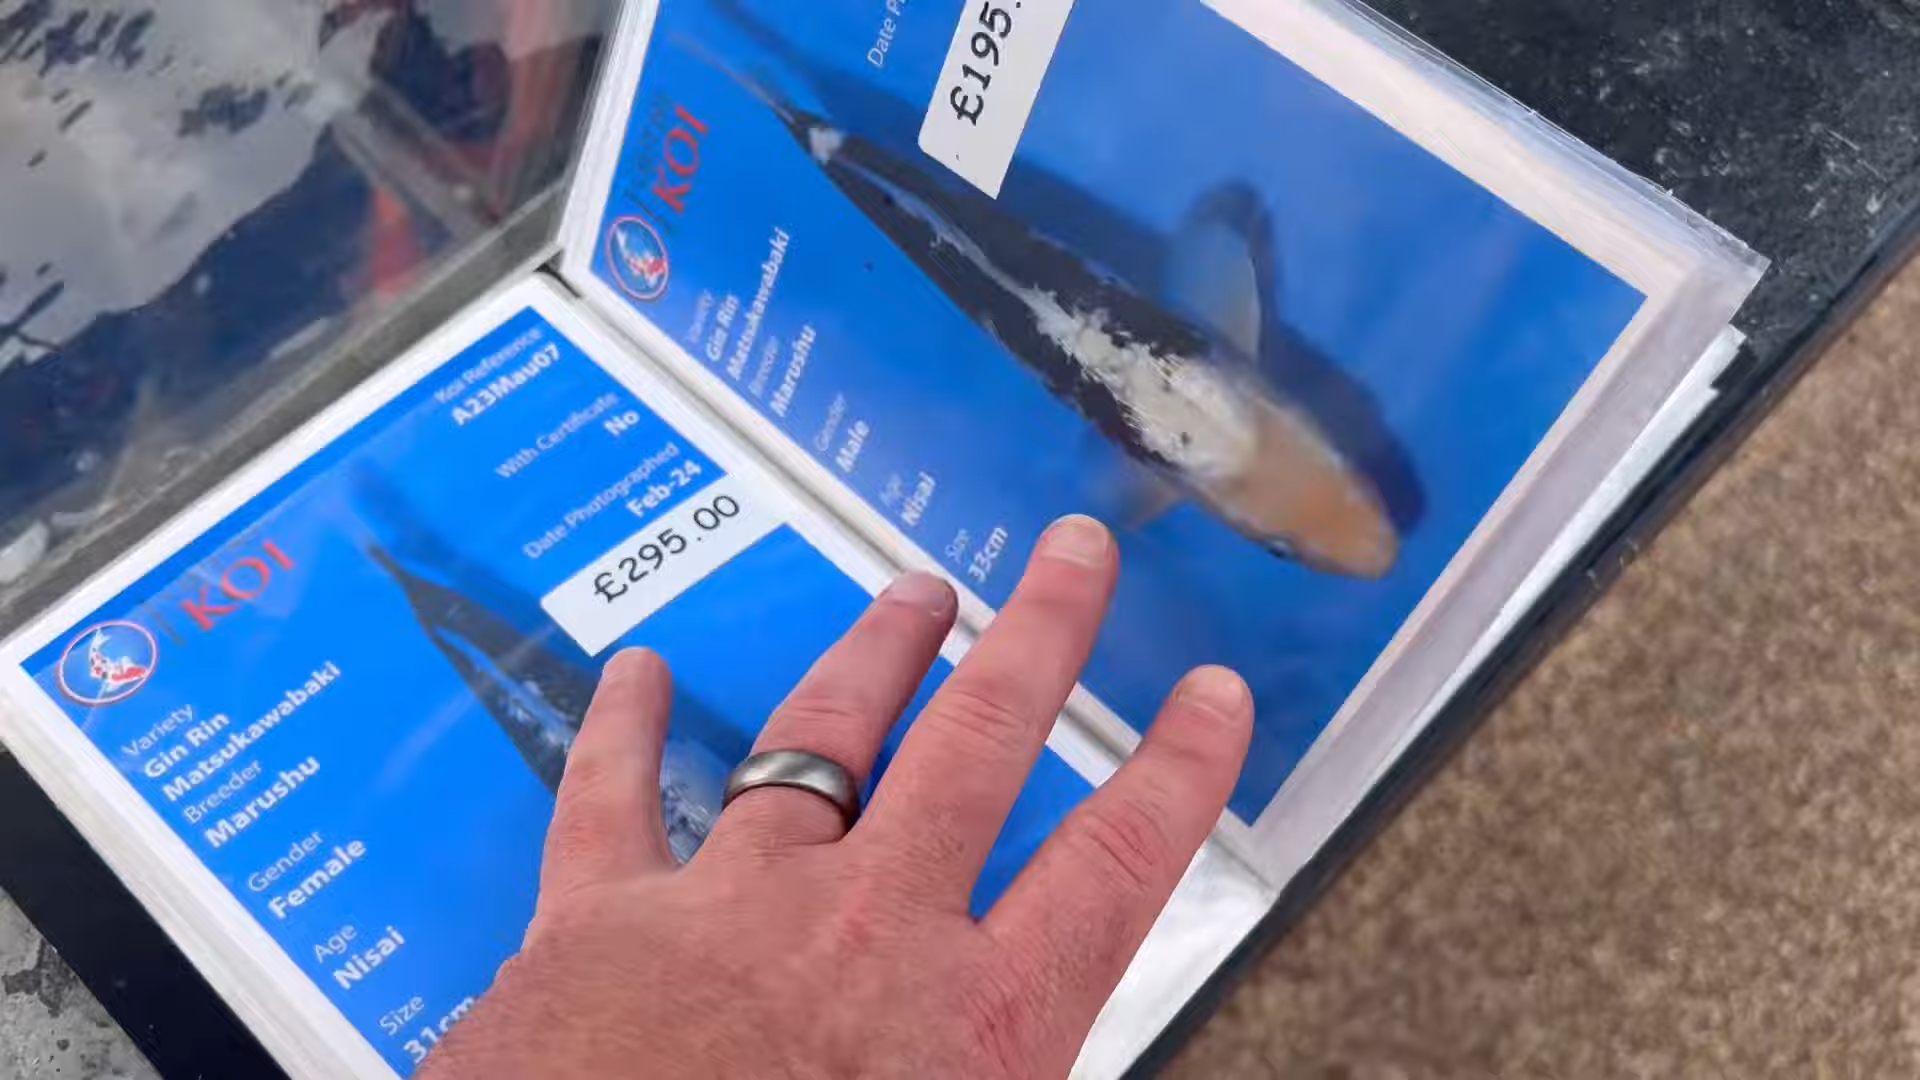 KOI
Koi Reference
A23Mau07
With Certificate
No
Date Photographed
Feb-24
£295.00
Variety
Gin Rin
Matsukawabaki
Breeder
Marushu
Gender
Female
Age
Nisai
Size
31cm
KOI
Date P
£195.
Variety
Gin Rin
Matsukawabaki
Breeder
Marushu
Gender
Male
Age
Nisai
Size
33cm